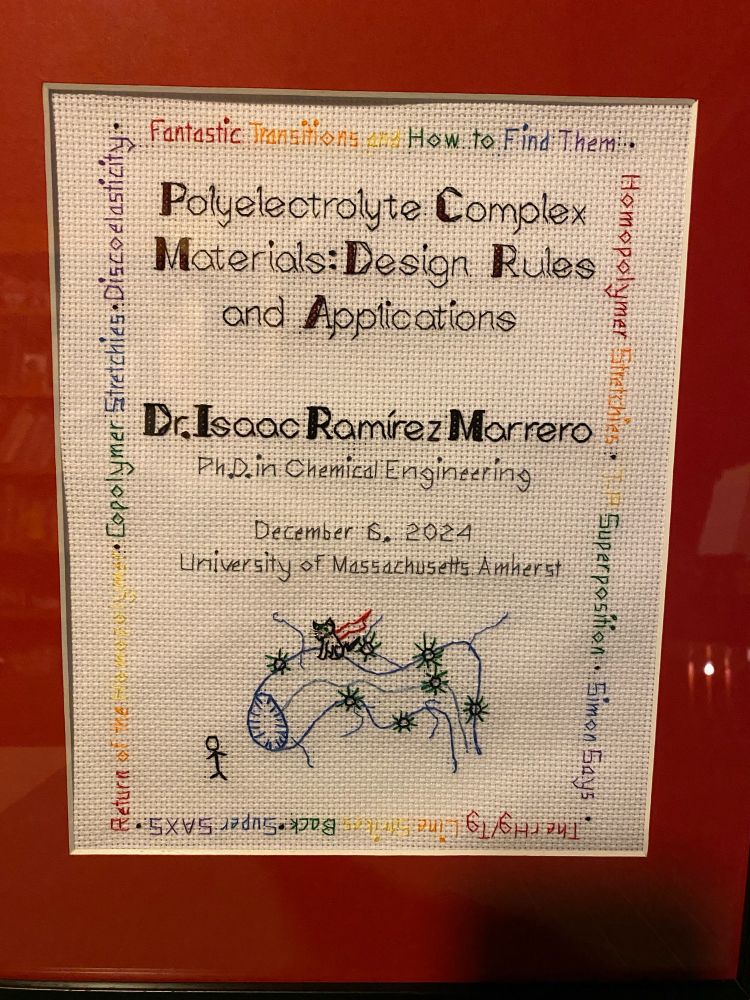 Fantastic Transitions and How to Find Them •
Polyelectrolyte Complex
Materials: Design Rules
and Applications
Dr. Isaac Ramírez Marrero
Ph.D. in Chemical Engineering
December 6, 2024
University of Massachusetts Amherst
Homopolymer Stretchies • T-P Superposition • Simon Says •
The rHg/Tg Line Strikes Back • Super SAXS •
Return of the Homopolymer • Copolymer Stretchies • Discoelasticity •